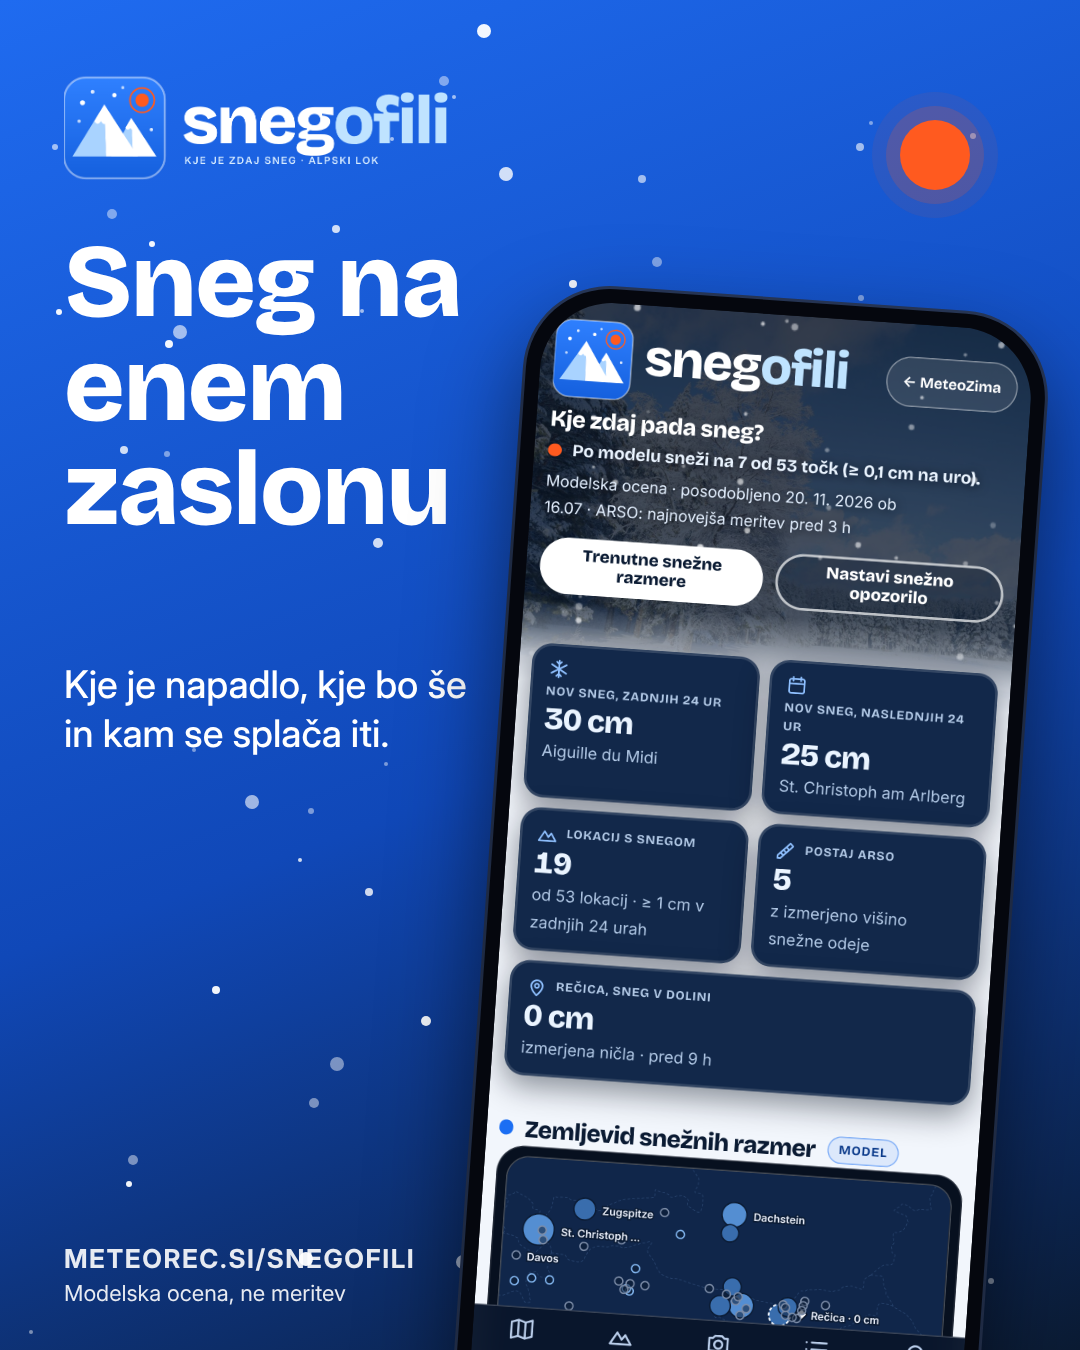 snegofili
KJE JE ZDAJ SNEG · ALPSKI LOK
Sneg na
enem
zaslonu
Kje je napadlo, kje bo še
in kam se splača iti.
METEOREC.SI/SNEGOFILI
Modelska ocena, ne meritev
snegofili
← MeteoZima
Kje zdaj pada sneg?
Po modelu sneži na 7 od 53 točk (≥ 0,1 cm na uro).
Modelska ocena · posodobljeno 20. 11. 2026 ob
16.07 · ARSO: najnovejša meritev pred 3 h
Trenutne snežne
razmere
Nastavi snežno
opozorilo
NOV SNEG, ZADNJIH 24 UR
30 cm
Aiguille du Midi
NOV SNEG, NASLEDNJIH 24
UR
25 cm
St. Christoph am Arlberg
LOKACIJ S SNEGOM
19
od 53 lokacij · ≥ 1 cm v
zadnjih 24 urah
POSTAJ ARSO
5
z izmerjeno višino
snežne odeje
REČICA, SNEG V DOLINI
0 cm
izmerjena ničla · pred 9 h
Zemljevid snežnih razmer
MODEL
Zugspitze
Dachstein
St. Christoph ...
Davos
Rečica · 0 cm